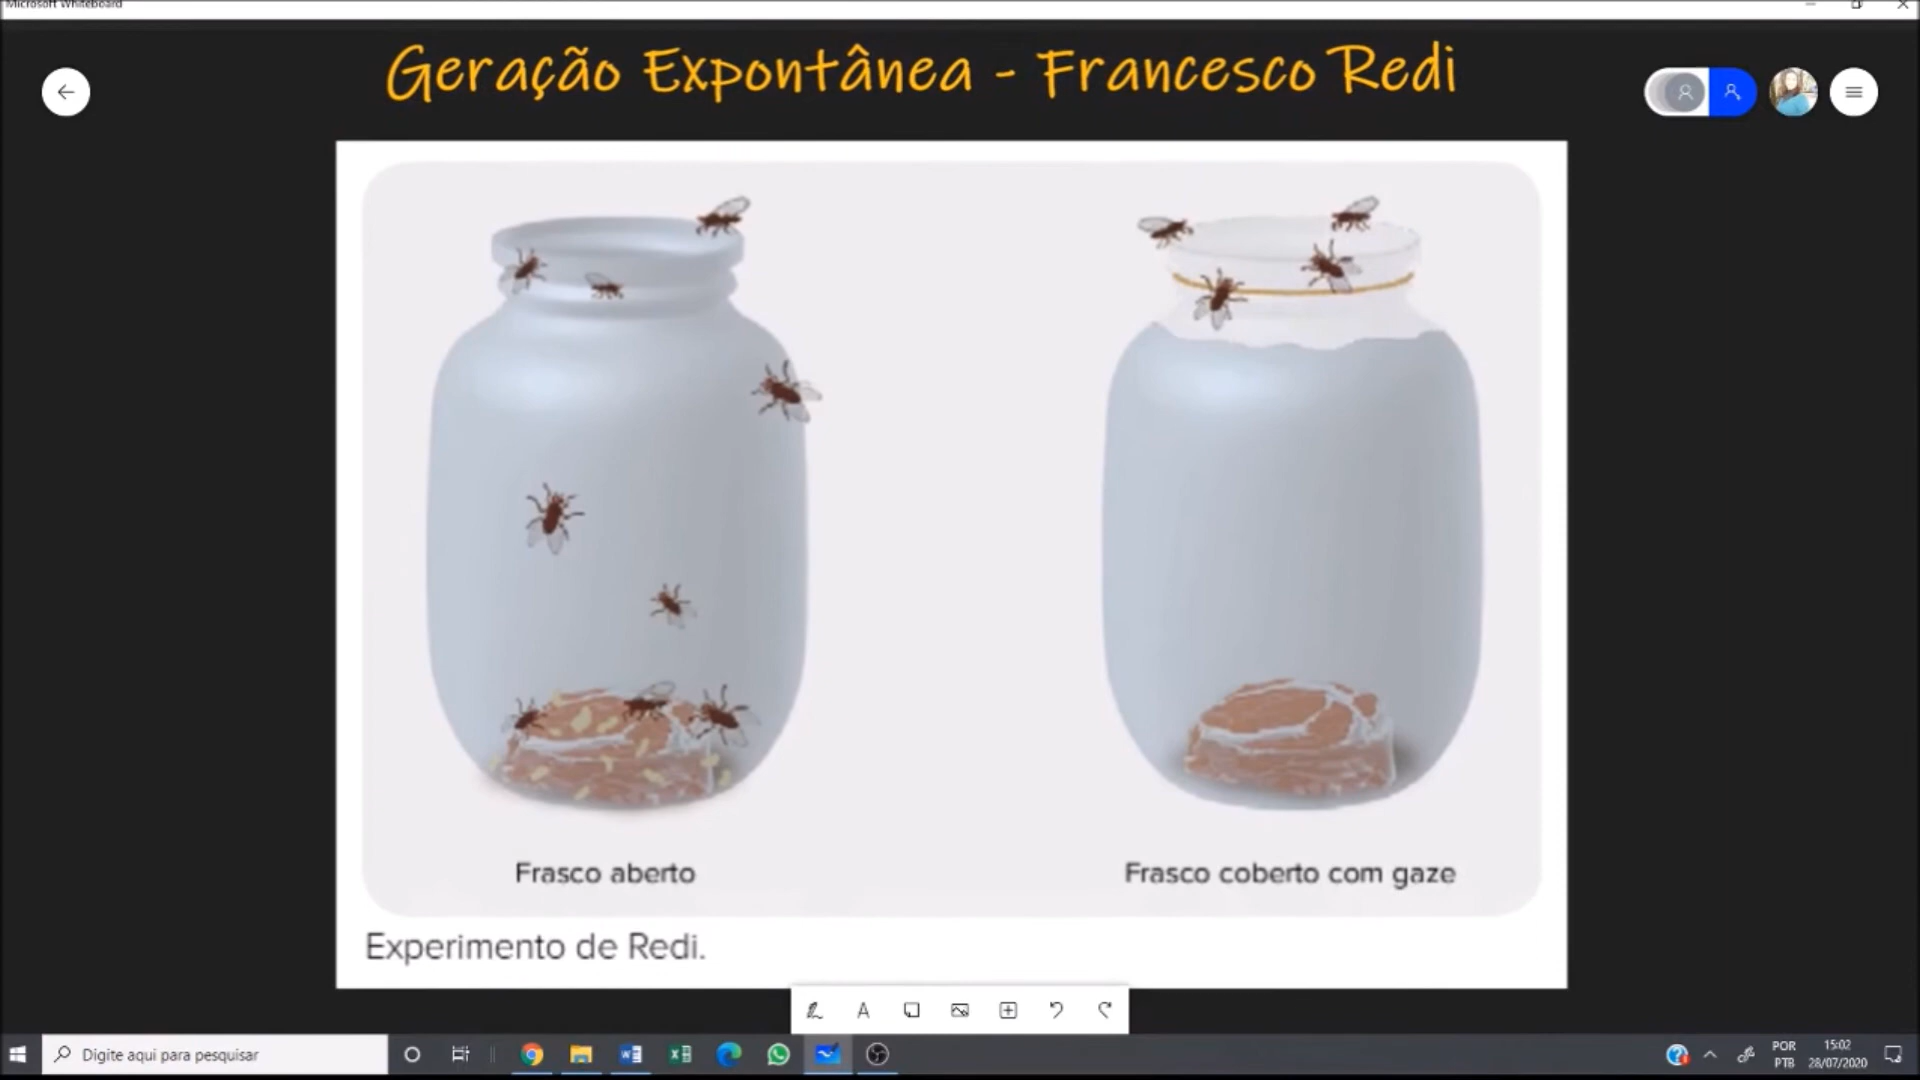 Microsoft Whiteboard
Geração Expontânea - Francesco Redi
Frasco aberto
Frasco coberto com gaze
Experimento de Redi.
A
Digite aqui para pesquisar
POR
PTB
15:02
28/07/2020